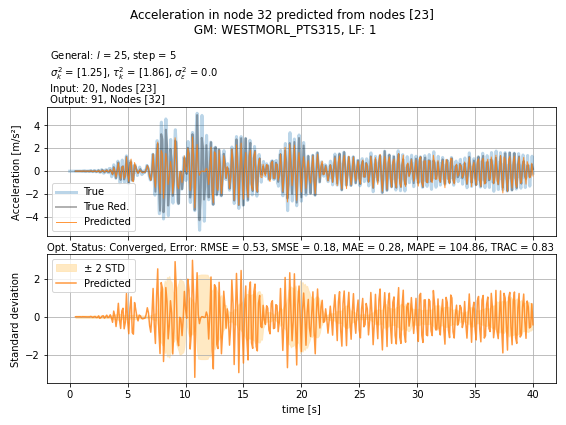 Acceleration in node 32 predicted from nodes [23]
GM: WESTMORL_PTS315, LF: 1
General: l = 25, step = 5
σ²ₖ = [1.25], τ²ₖ = [1.86], σ²ε = 0.0
Input: 20, Nodes [23]
Output: 91, Nodes [32]
Acceleration [m/s²]
4
2
0
−2
−4
True
True Red.
Predicted
Opt. Status: Converged, Error: RMSE = 0.53, SMSE = 0.18, MAE = 0.28, MAPE = 104.86, TRAC = 0.83
Standard deviation
2
0
−2
± 2 STD
Predicted
0 5 10 15 20 25 30 35 40
time [s]